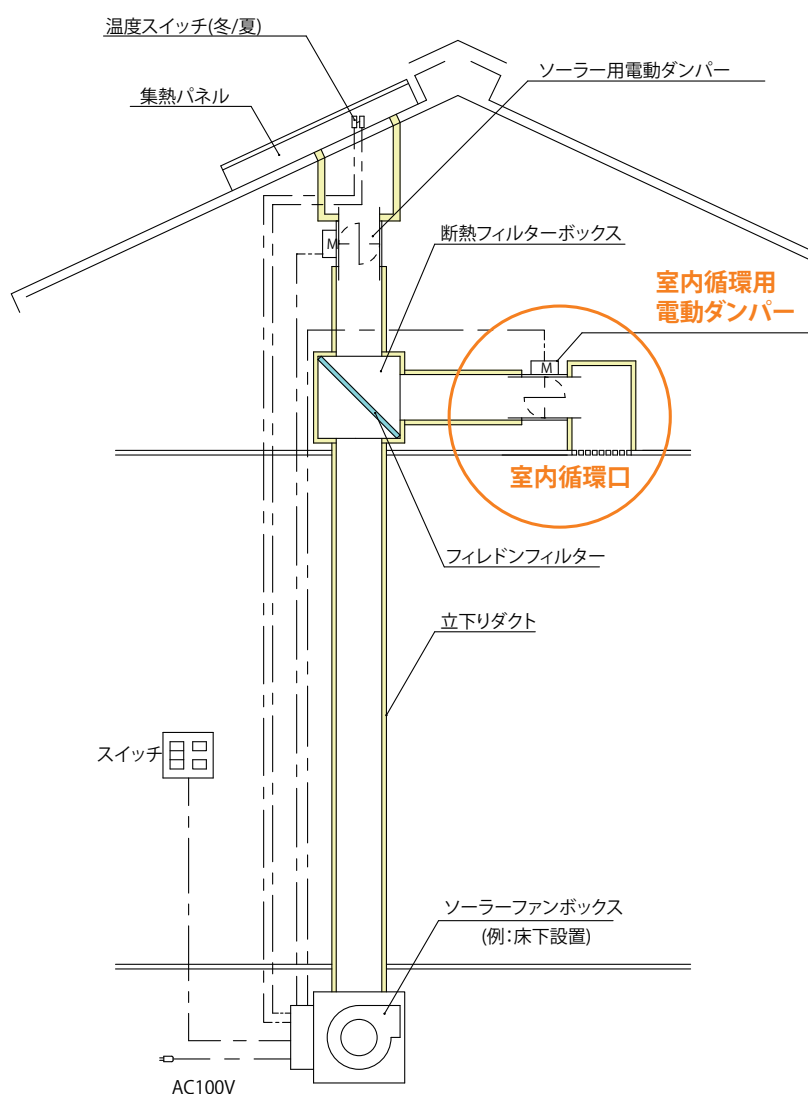 温度スイッチ(冬/夏)
ソーラー用電動ダンパー
集熱パネル
M
断熱フィルターボックス
室内循環用
電動ダンパー
M
室内循環口
フィレドンフィルター
立下りダクト
スイッチ
ソーラーファンボックス
(例:床下設置)
AC100V